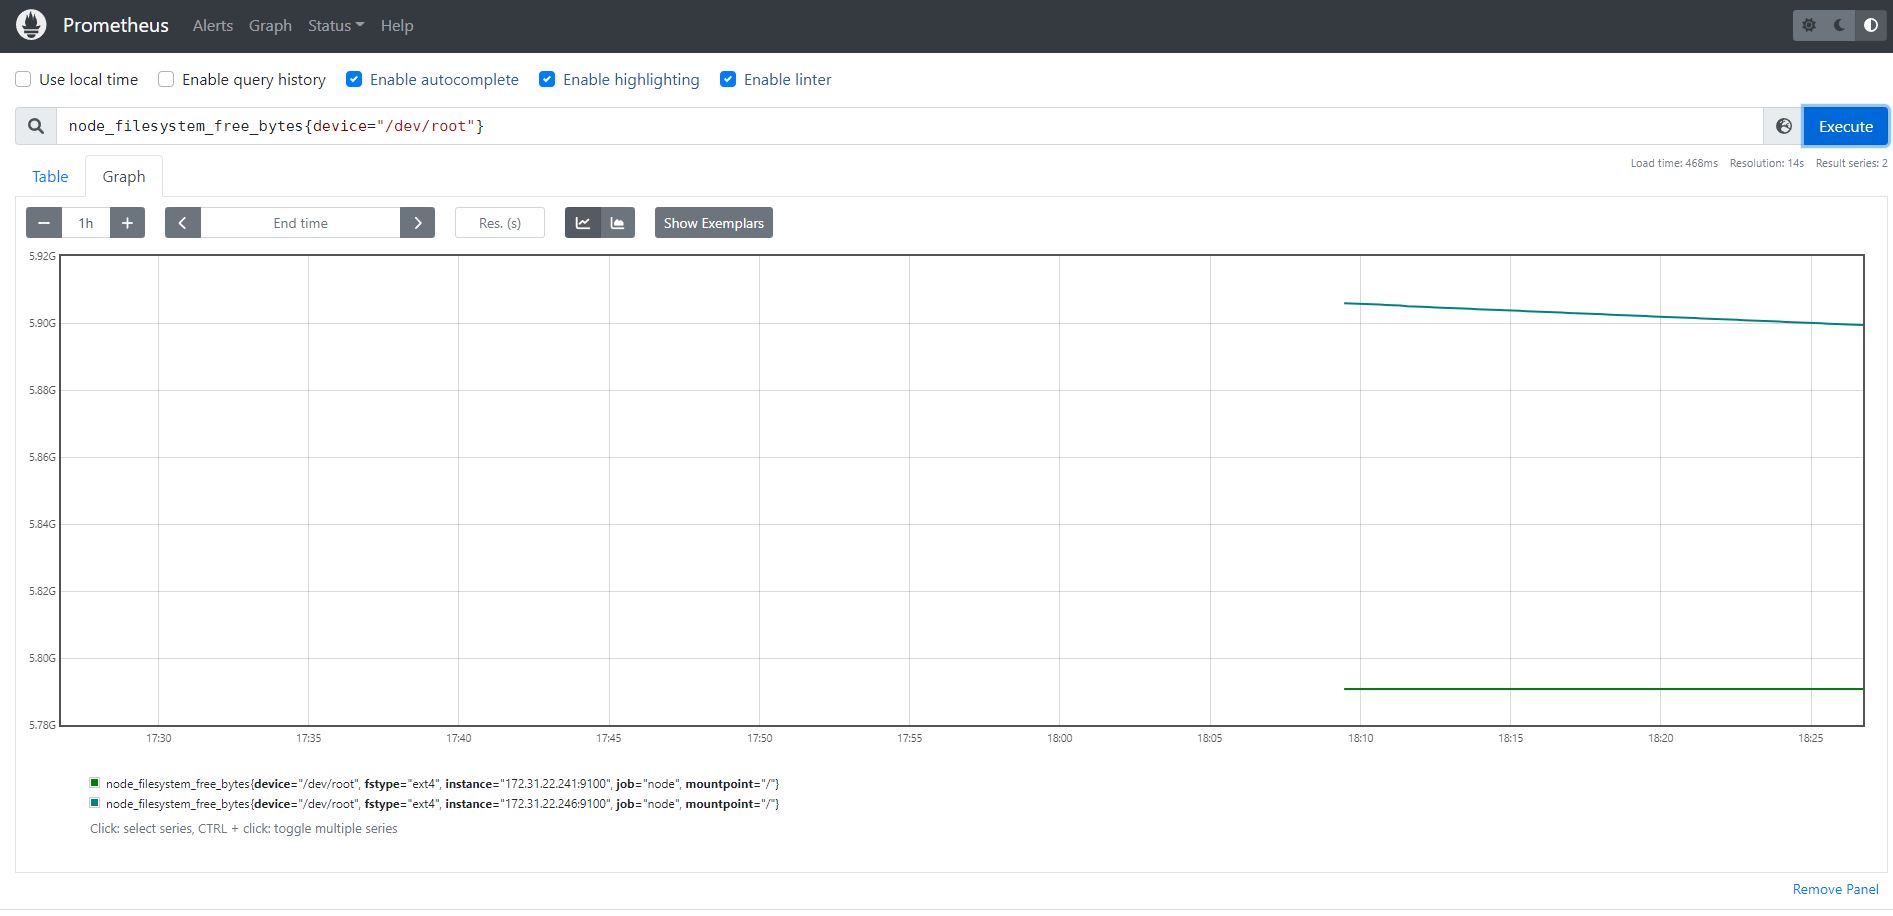 Prometheus Alerts Graph Status Help
Use local time Enable query history Enable autocomplete Enable highlighting Enable linter
node_filesystem_free_bytes{device="/dev/root"} Execute
Load time: 468ms Resolution: 14s Result series: 2
Table Graph
1h End time Res. (s) Show Exemplars
5.92G
5.90G
5.88G
5.86G
5.84G
5.82G
5.80G
5.78G
17:30 17:35 17:40 17:45 17:50 17:55 18:00 18:05 18:10 18:15 18:20 18:25
node_filesystem_free_bytes{device="/dev/root", fstype="ext4", instance="172.31.22.241:9100", job="node", mountpoint="/"}
node_filesystem_free_bytes{device="/dev/root", fstype="ext4", instance="172.31.22.246:9100", job="node", mountpoint="/"}
Click: select series, CTRL + click: toggle multiple series
Remove Panel